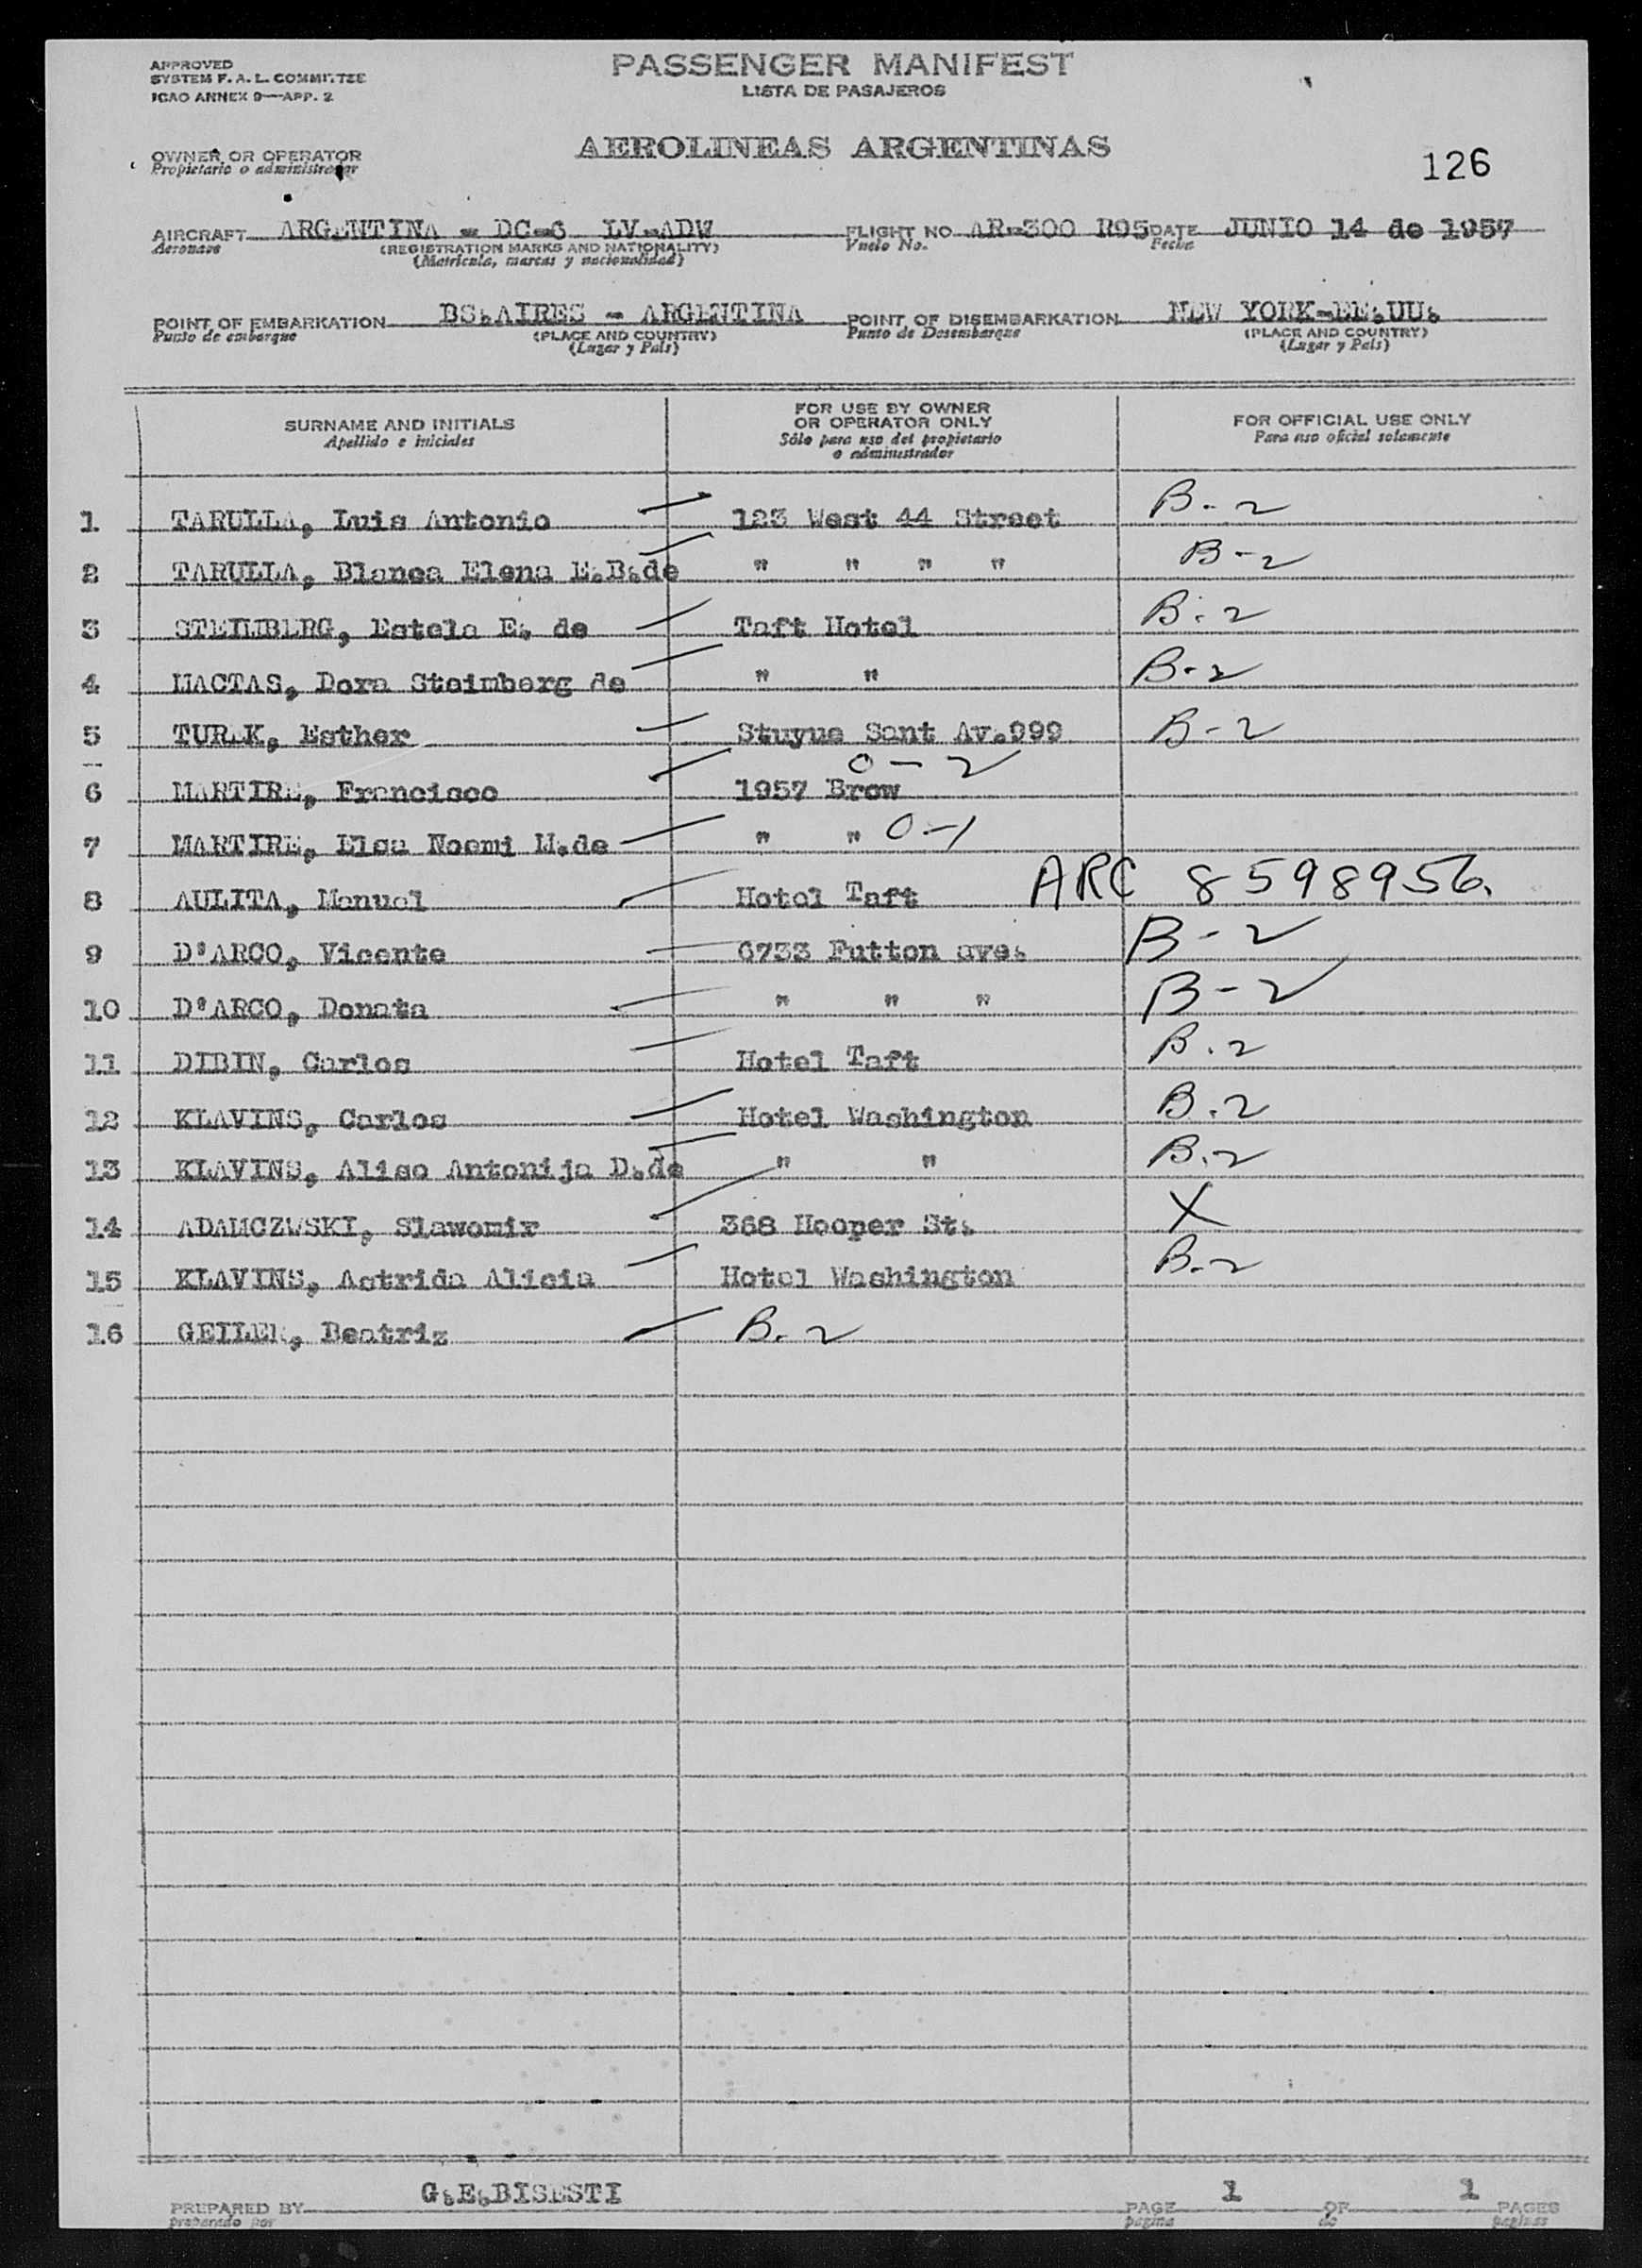 APPROVED
SYSTEM F. A. L. COMMITTEE
ICAO ANNEX 9—APP. 2
PASSENGER MANIFEST
LISTA DE PASAJEROS
OWNER OR OPERATOR
Propietario o administrador
AEROLINEAS ARGENTINAS
126
AIRCRAFT ARGENTINA - DC-6 LV-ADW FLIGHT NO AR-300 R95 DATE JUNIO 14 de 1957
Aeronave (REGISTRATION MARKS AND NATIONALITY) Vuelo No. Fecha
(Matricula, marcas y nacionalidad)
POINT OF EMBARKATION BS.AIRES - ARGENTINA POINT OF DISEMBARKATION NEW YORK-EE.UU.
Punto de embarque (PLACE AND COUNTRY) Punto de Desembarque (PLACE AND COUNTRY)
(Lugar y País) (Lugar y País)
SURNAME AND INITIALS
Apellido e iniciales
FOR USE BY OWNER
OR OPERATOR ONLY
Sólo para uso del propietario
o administrador
FOR OFFICIAL USE ONLY
Para uso oficial solamente
1 TARULLA, Luis Antonio 123 West 44 Street B-2
2 TARULLA, Blanca Elena E.B.de " " " " B-2
3 STEIMBERG, Estela E. de Taft Hotel B-2
4 MACTAS, Dora Steimberg de " " B-2
5 TUREK, Esther Stuyue Sant Av.999 B-2
0-2
6 MARTIRE, Francisco 1957 Brow
7 MARTIRE, Elsa Noemi M.de " " 0-1
8 AULITA, Manuel Hotel Taft ARC 8598956.
9 D'ARCO, Vicente 6733 Futton ave. B-2
10 D'ARCO, Donata " " " B-2
11 DIBIN, Carlos Hotel Taft B.2
12 KLAVINS, Carlos Hotel Washington B.2
13 KLAVINS, Alise Antonija D.de " " B.2
14 ADAMCZWSKI, Slawomir 368 Hooper St. X
15 KLAVINS, Astrida Alicia Hotel Washington B.2
16 GEILER, Beatriz B.2
PREPARED BY G.E.BISESTI PAGE 1 OF 1 PAGES
preparado por página de páginas